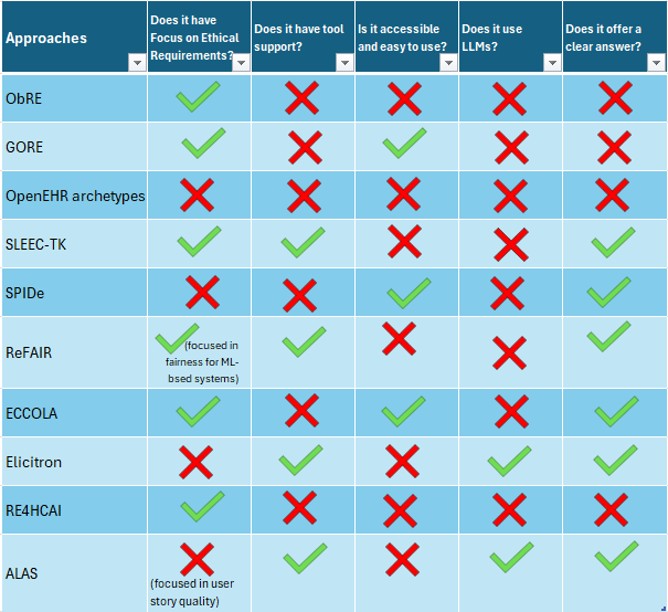 Approaches
Does it have
Focus on Ethical
Requirements?
Does it have tool
support?
Is it accessible
and easy to use?
Does it use
LLMs?
Does it offer a
clear answer?
ObRE
GORE
OpenEHR archetypes
SLEEC-TK
SPIDe
ReFAIR
(focused in
fairness for ML-
bsed systems)
ECCOLA
Elicitron
RE4HCAI
ALAS
(focused in user
story quality)